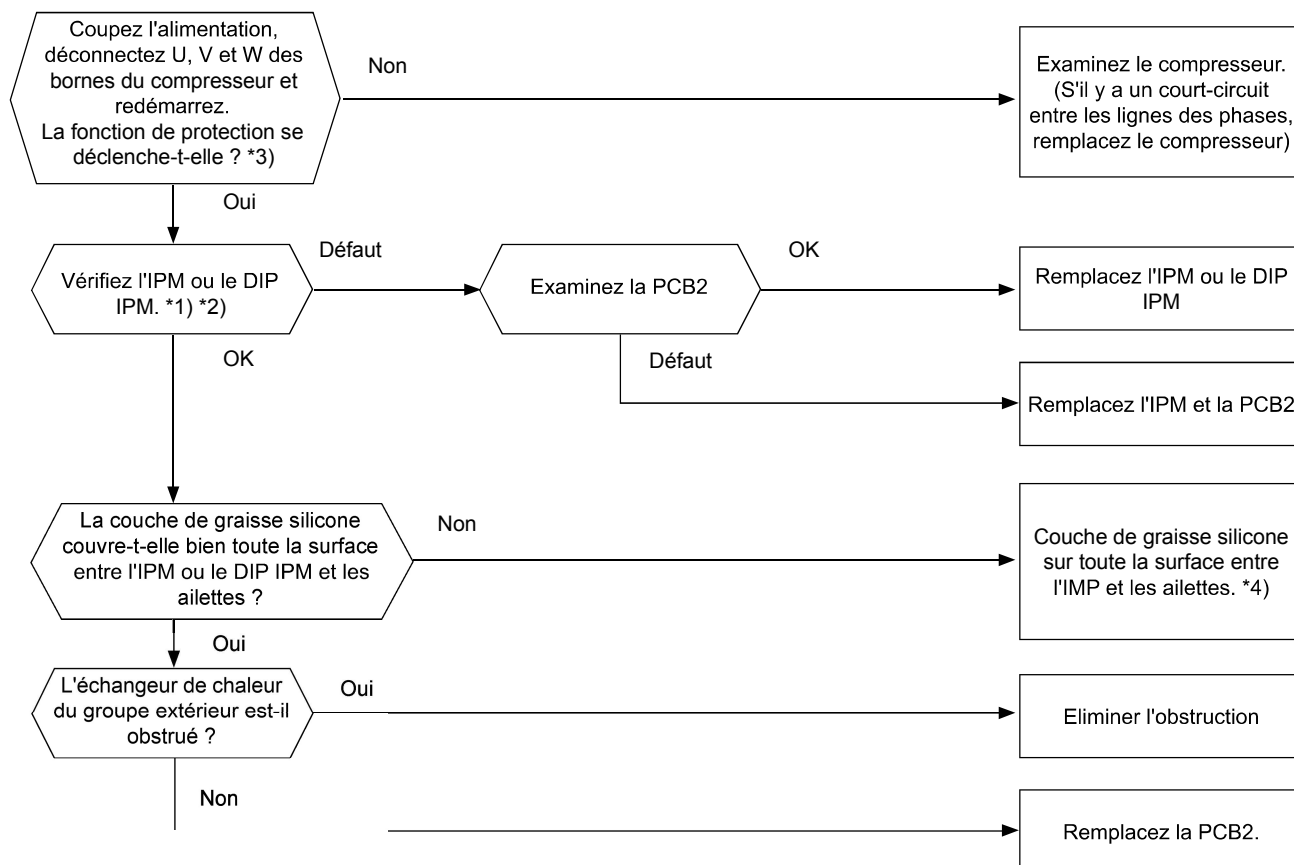 Coupez l'alimentation,
déconnectez U, V et W des
bornes du compresseur et
redémarrez.
La fonction de protection se
déclenche-t-elle ? *3)
Non
Examinez le compresseur.
(S'il y a un court-circuit
entre les lignes des phases,
remplacez le compresseur)
Oui
Vérifiez l'IPM ou le DIP
IPM. *1) *2)
Défaut
Examinez la PCB2
OK
Remplacez l'IPM ou le DIP
IPM
OK
Défaut
Remplacez l'IPM et la PCB2
La couche de graisse silicone
couvre-t-elle bien toute la surface
entre l'IPM ou le DIP IPM et les
ailettes ?
Non
Couche de graisse silicone
sur toute la surface entre
l'IMP et les ailettes. *4)
Oui
L'échangeur de chaleur
du groupe extérieur est-il
obstrué ?
Oui
Eliminer l'obstruction
Non
Remplacez la PCB2.